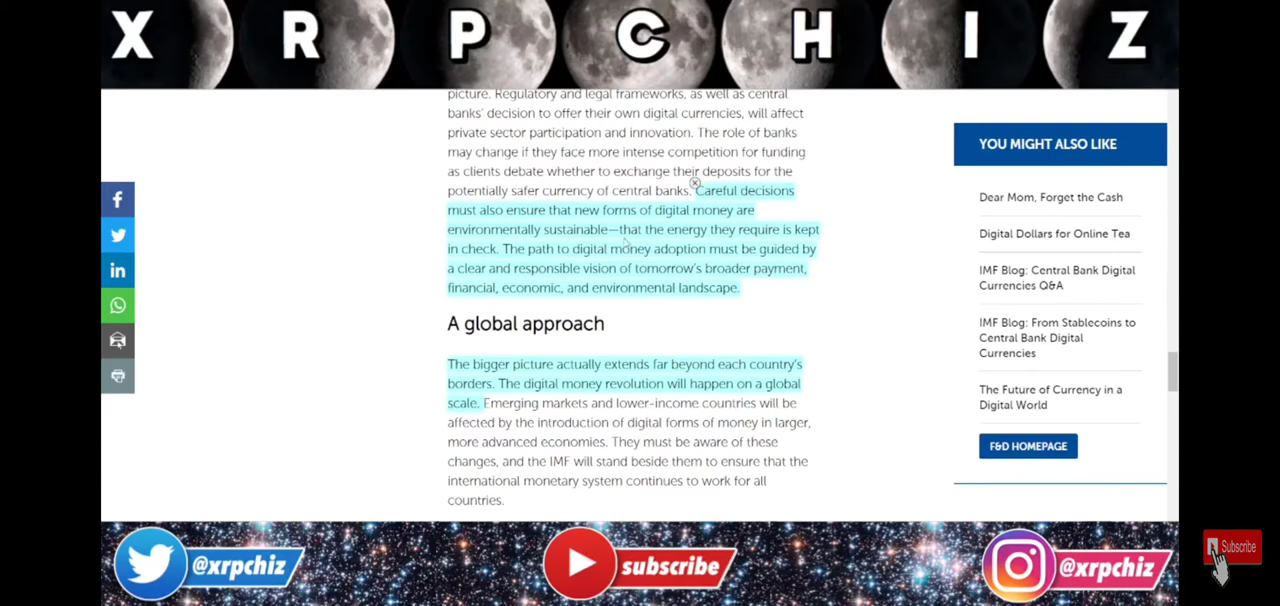 X R P C H I Z
picture. Regulatory and legal frameworks, as well as central
banks' decision to offer their own digital currencies, will affect
private sector participation and innovation. The role of banks
may change if they face more intense competition for funding
as clients debate whether to exchange their deposits for the
potentially safer currency of central banks. Careful decisions
must also ensure that new forms of digital money are
environmentally sustainable—that the energy they require is kept
in check. The path to digital money adoption must be guided by
a clear and responsible vision of tomorrow's broader payment,
financial, economic, and environmental landscape.
A global approach
The bigger picture actually extends far beyond each country's
borders. The digital money revolution will happen on a global
scale. Emerging markets and lower-income countries will be
affected by the introduction of digital forms of money in larger,
more advanced economies. They must be aware of these
changes, and the IMF will stand beside them to ensure that the
international monetary system continues to work for all
countries.
YOU MIGHT ALSO LIKE
Dear Mom, Forget the Cash
Digital Dollars for Online Tea
IMF Blog: Central Bank Digital
Currencies Q&A
IMF Blog: From Stablecoins to
Central Bank Digital
Currencies
The Future of Currency in a
Digital World
F&D HOMEPAGE
@xrpchiz
subscribe
@xrpchiz
Subscribe